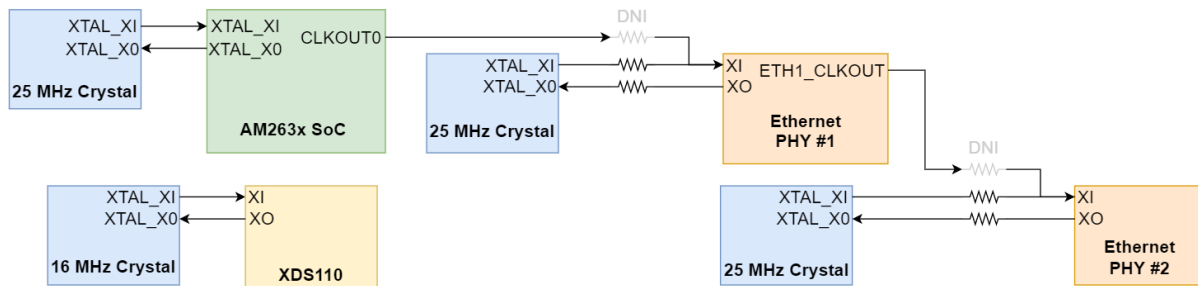 XTAL_XI
XTAL_X0
25 MHz Crystal
XTAL_XI
XTAL_X0
CLKOUT0
AM263x SoC
DNI
XTAL_XI
XTAL_X0
25 MHz Crystal
XI
XO
ETH1_CLKOUT
Ethernet
PHY #1
DNI
XTAL_XI
XTAL_X0
16 MHz Crystal
XI
XO
XDS110
XTAL_XI
XTAL_X0
25 MHz Crystal
XI
XO
Ethernet
PHY #2